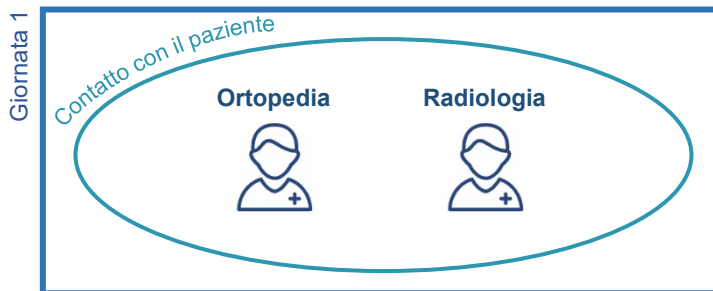 Giornata 1
Contatto con il paziente
Ortopedia
Radiologia